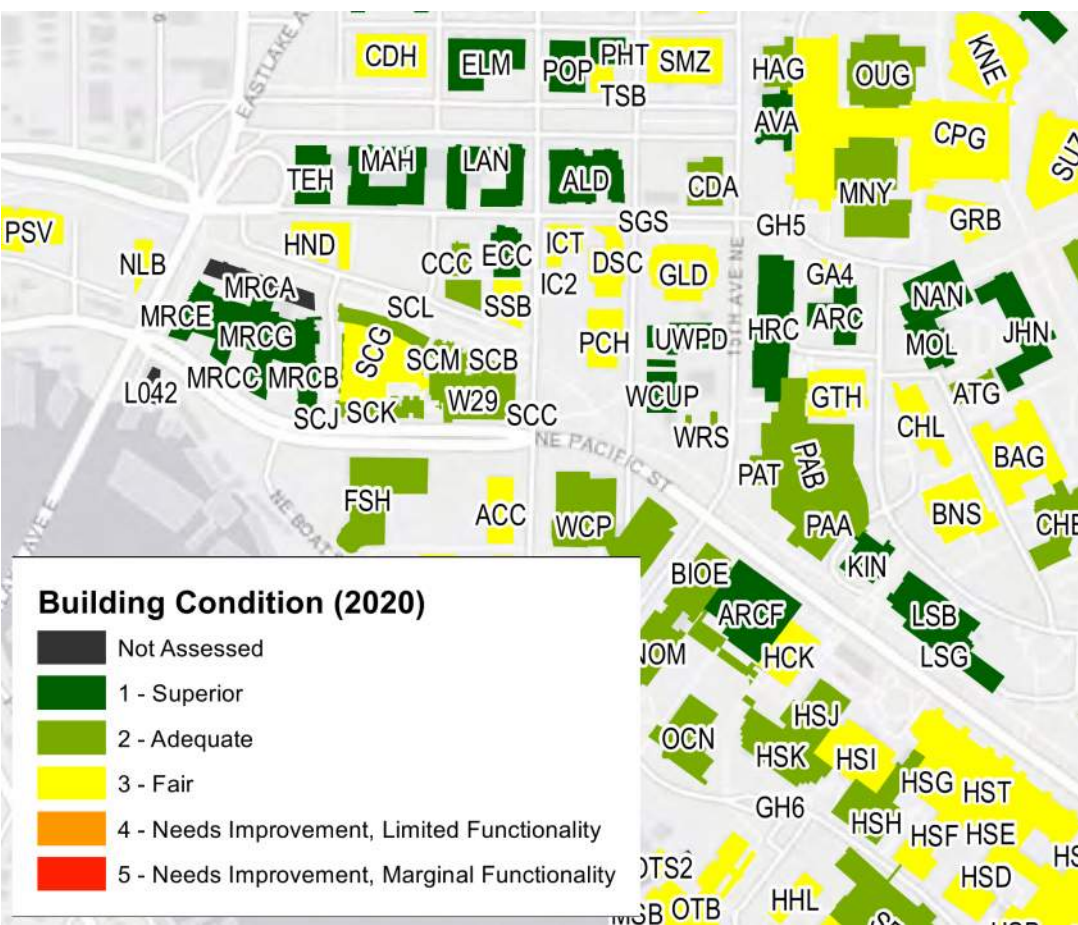 EASTLAKE A
CDH
ELM
POP
PHT
SMZ
TSB
HAG
OUG
KNE
AVA
CPG
SUZ
TEH
MAH
LAN
ALD
CDA
MNY
SGS
GH5
GRB
PSV
NLB
HND
CCC
ECC
ICT
IC2
DSC
GLD
15TH AVE NE
GA4
NAN
MRCA
SCL
SSB
MRCE
MRCG
SCG
SCM
SCB
PCH
UWPD
HRC
ARC
MOL
JHN
L042
MRCC
MRCB
SCJ
SCK
W29
SCC
WCUP
WRS
GTH
ATG
CHL
NE PACIFIC ST
PAT
PAB
BAG
FSH
ACC
WCP
PAA
BNS
NE BOAT
KIN
BIOE
ARCF
LSB
HCK
LSG
OCN
HSJ
HSK
HSI
HSG
HST
GH6
HSH
HSF
HSE
HSD
HHL
OTB
AVE E
Building Condition (2020)
Not Assessed
1 - Superior
2 - Adequate
3 - Fair
4 - Needs Improvement, Limited Functionality
5 - Needs Improvement, Marginal Functionality